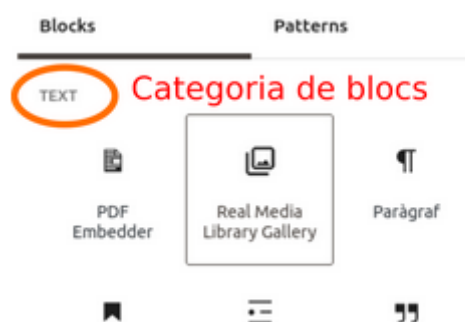 Blocks Patterns
TEXT Categoria de blocs
PDF Embedder
Real Media Library Gallery
Paràgraf